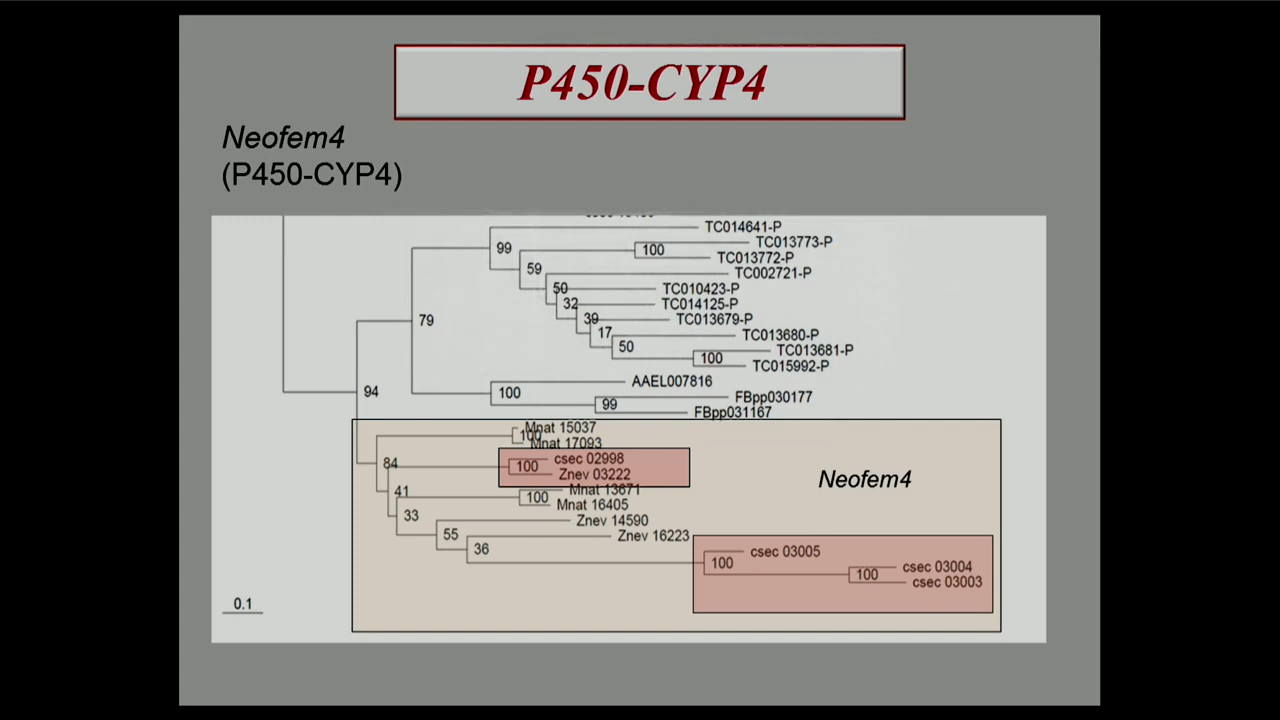 P450-CYP4
Neofem4
(P450-CYP4)
TC014641-P
99
TC013773-P
100
TC013772-P
59
TC002721-P
50
TC010423-P
32
TC014125-P
39
TC013679-P
79
17
TC013680-P
50
TC013681-P
100
TC015992-P
AAEL007816
94
100
FBpp030177
99
FBpp031167
Mnat 15037
100
Mnat 17093
84
csec 02998
100
Znev 03222
Neofem4
41
Mnat 13671
100
Mnat 16405
33
Znev 14590
55
Znev 16223
36
csec 03005
100
csec 03004
100
csec 03003
0.1